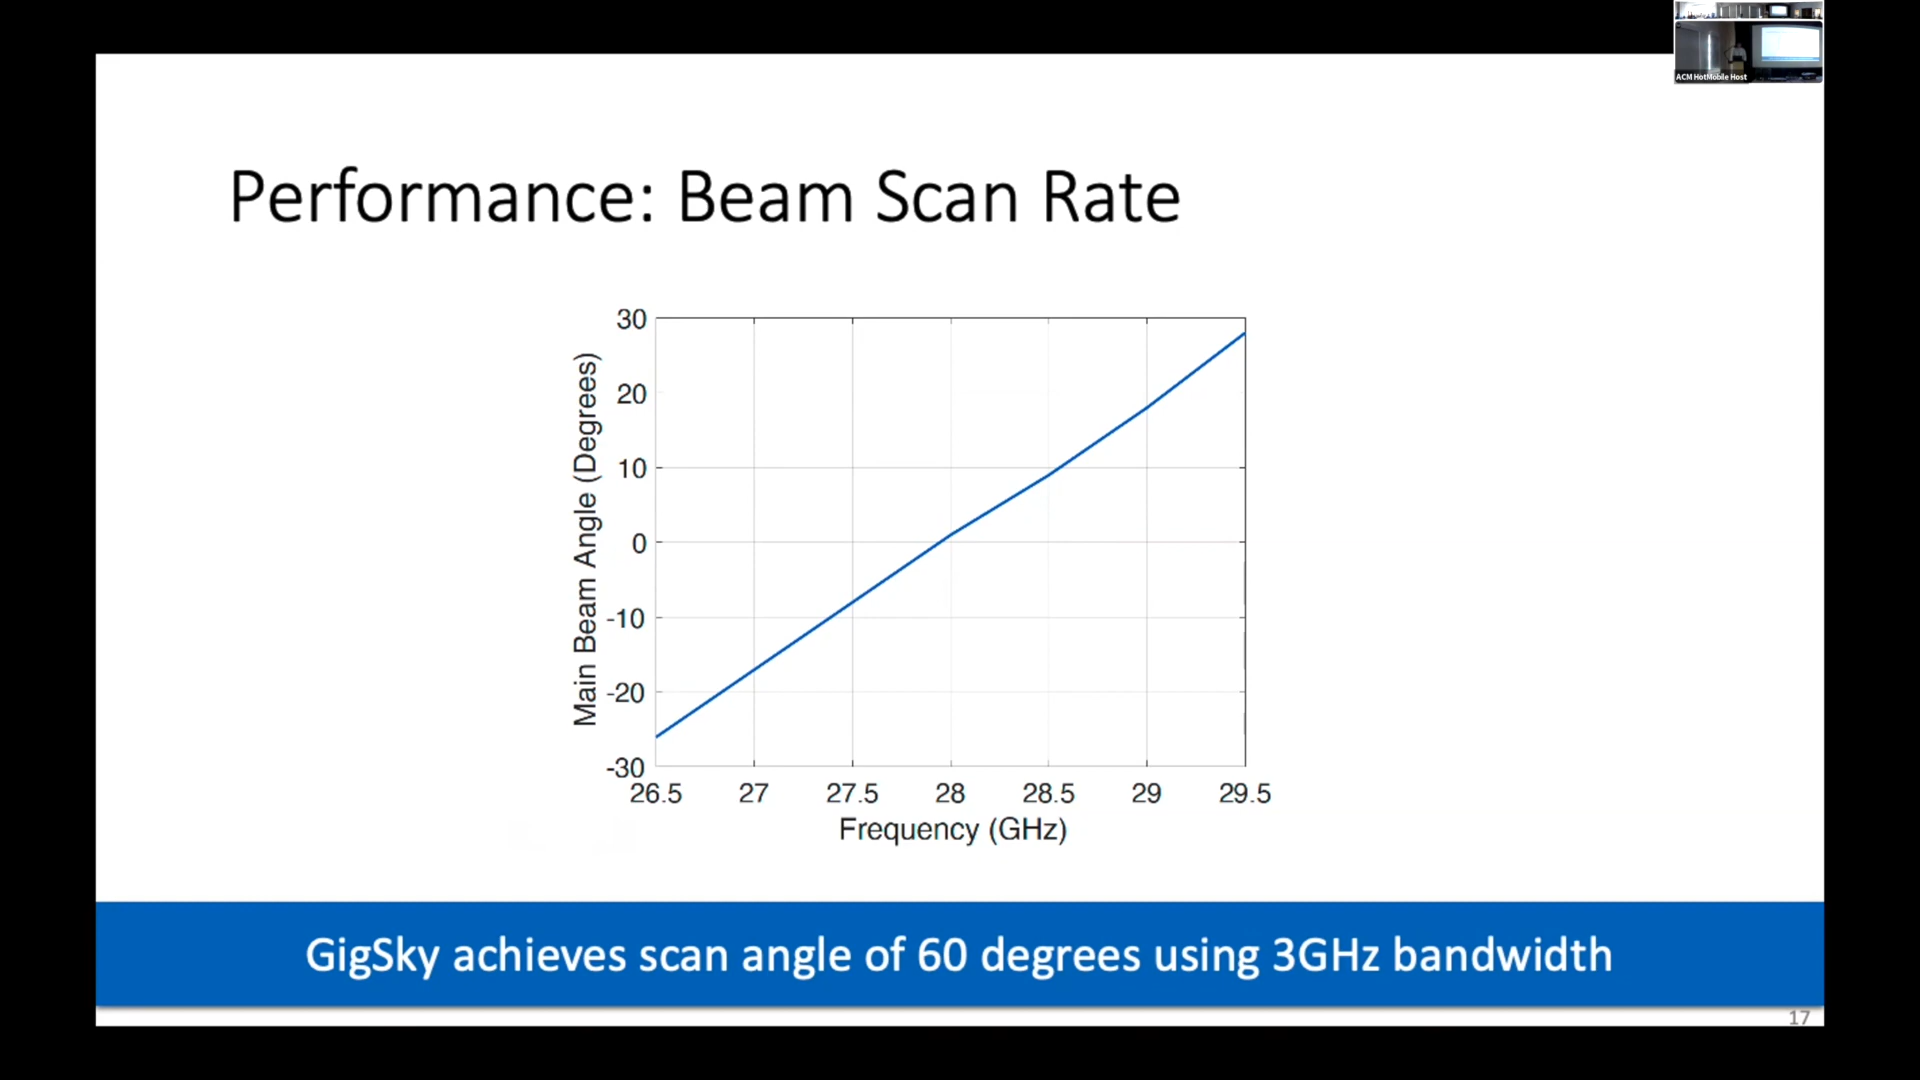 ACM HotMobile Host
Performance: Beam Scan Rate
30
20
10
0
-10
-20
-30
Main Beam Angle (Degrees)
26.5 27 27.5 28 28.5 29 29.5
Frequency (GHz)
GigSky achieves scan angle of 60 degrees using 3GHz bandwidth
17